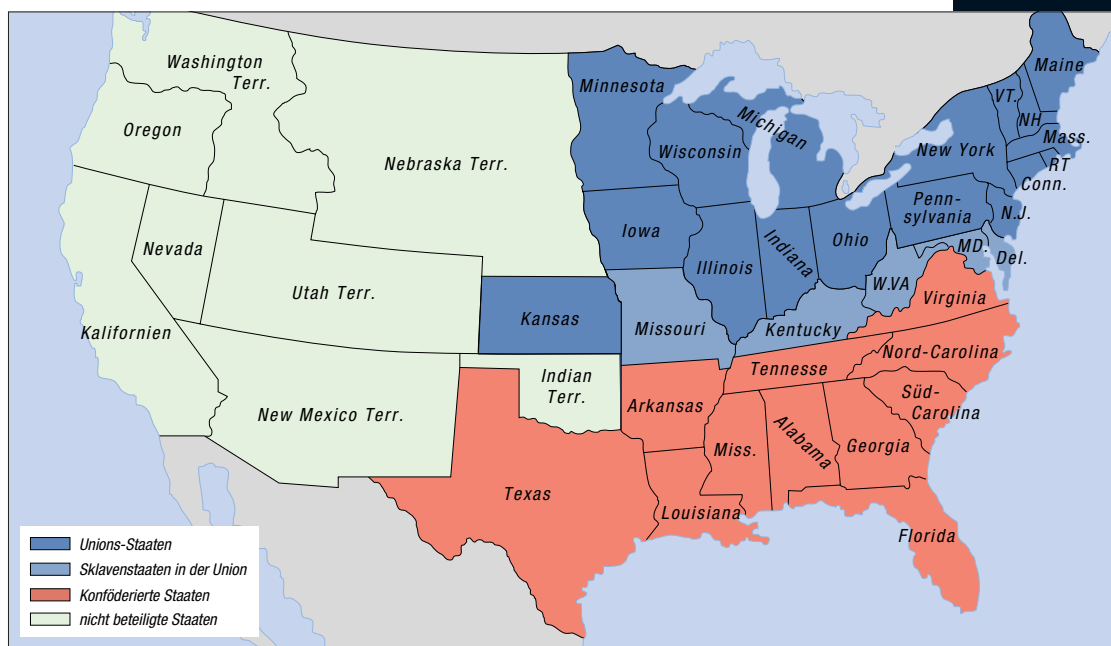 Washington
Terr.
Oregon
Nebraska Terr.
Nevada
Utah Terr.
Kalifornien
New Mexico Terr.
Minnesota
Wisconsin
Michigan
Iowa
Illinois
Indiana
Ohio
Kansas
Missouri
Kentucky
W.VA
Virginia
MD.
Del.
N.J.
Penn-
sylvania
New York
Conn.
RT
Mass.
NH
VT.
Maine
Indian
Terr.
Texas
Arkansas
Louisiana
Miss.
Alabama
Georgia
Tennesse
Nord-Carolina
Süd-
Carolina
Florida
Unions-Staaten
Sklavenstaaten in der Union
Konföderierte Staaten
nicht beteiligte Staaten